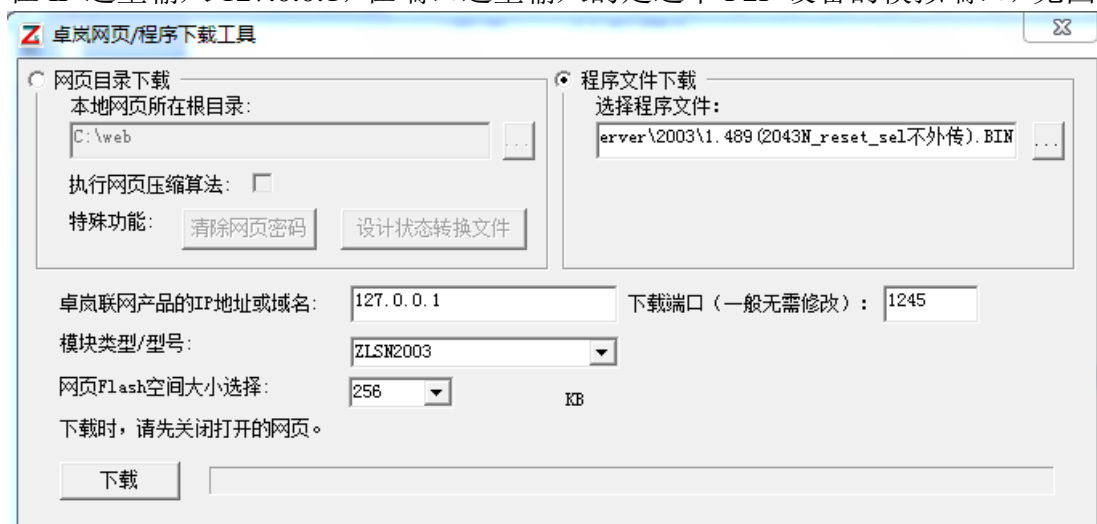 卓岚网页/程序下载工具
网页目录下载
本地网页所在根目录:
C:\web
...
执行网页压缩算法:
特殊功能:
清除网页密码
设计状态转换文件
程序文件下载
选择程序文件:
erver\2003\1.489(2043N_reset_sel不外传).BIN
...
卓岚联网产品的IP地址或域名:
127.0.0.1
下载端口（一般无需修改）:
1245
模块类型/型号:
ZLSN2003
网页Flash空间大小选择:
256
KB
下载时，请先关闭打开的网页。
下载